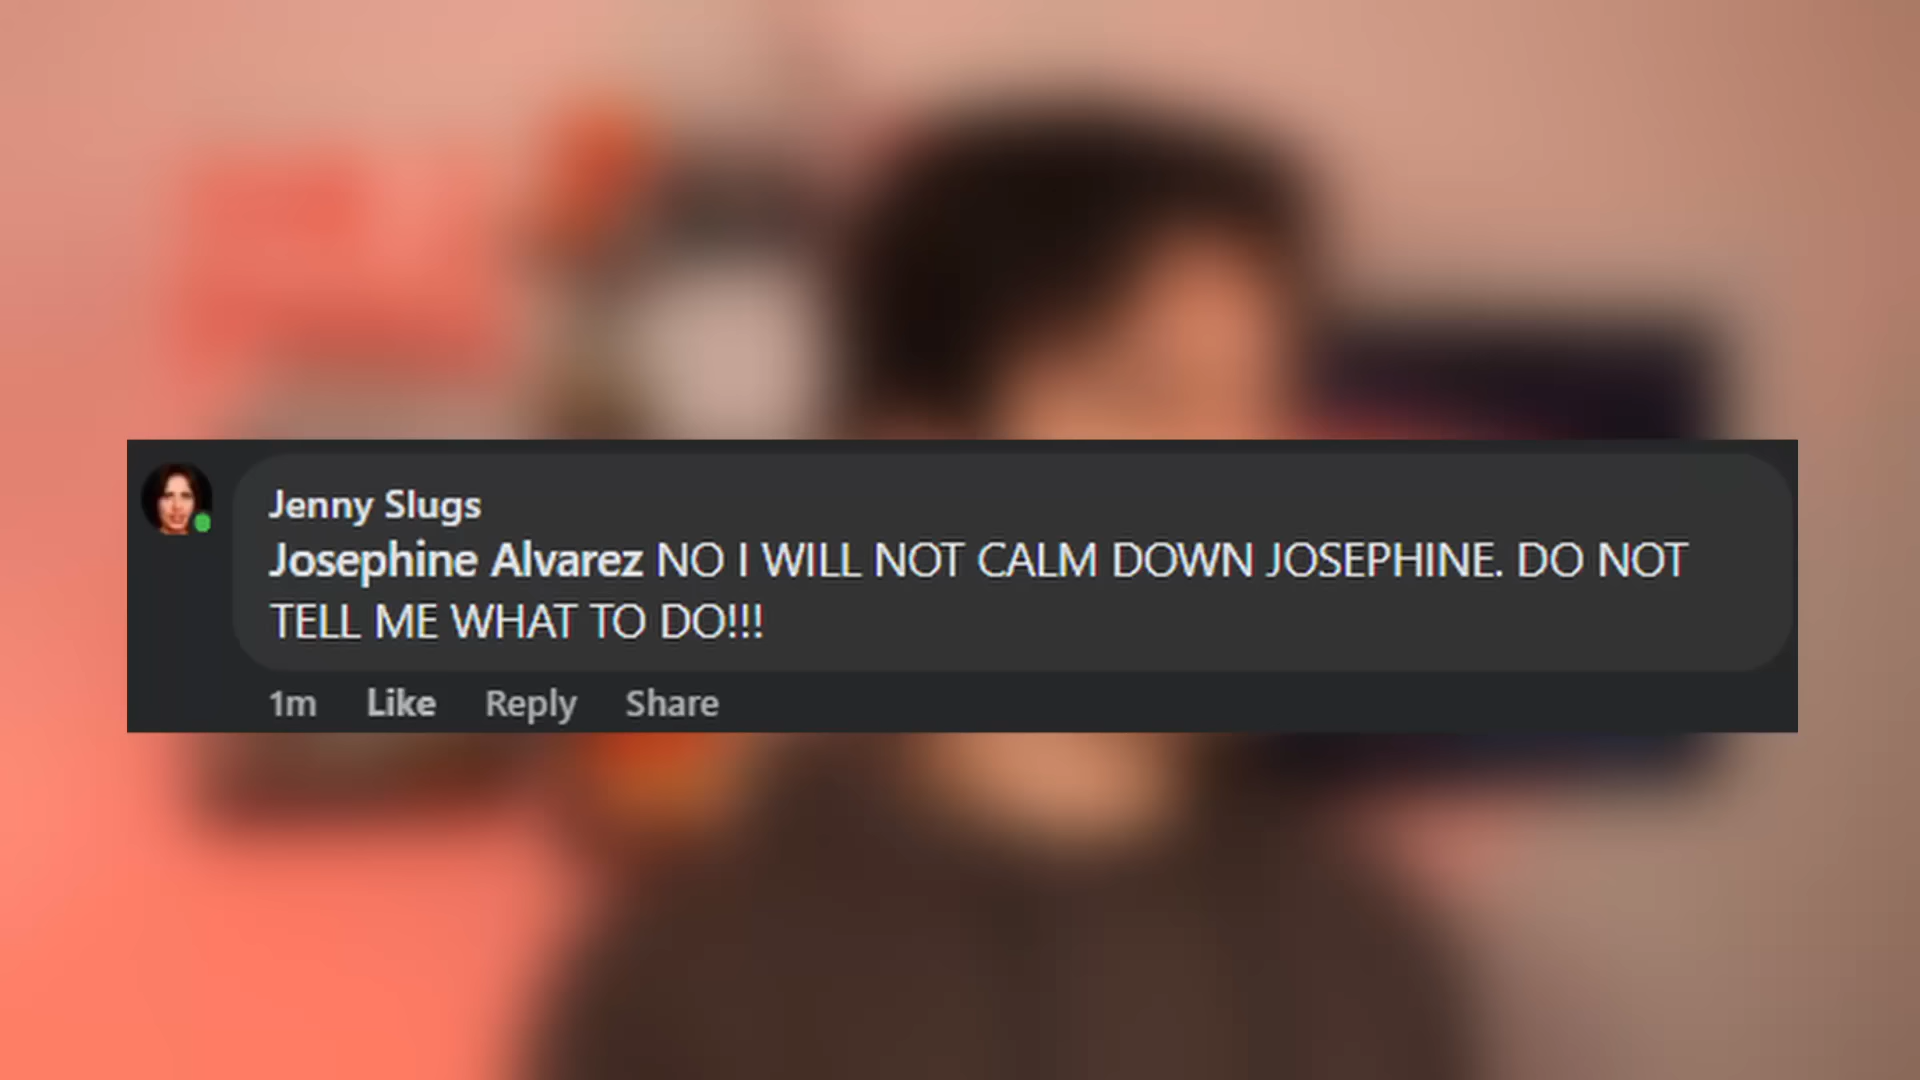 Jenny Slugs
Josephine Alvarez NO I WILL NOT CALM DOWN JOSEPHINE. DO NOT
TELL ME WHAT TO DO!!!
1m Like Reply Share